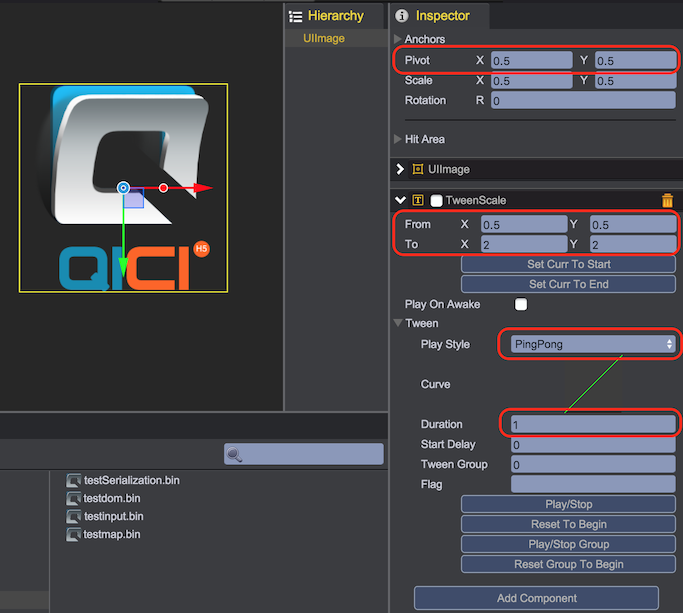 Hierarchy
UIImage
QICI H5
testSerialization.bin
testdom.bin
testinput.bin
testmap.bin
Inspector
Anchors
Pivot X 0.5 Y 0.5
Scale X 0.5 Y 0.5
Rotation R 0
Hit Area
UIImage
T TweenScale
From X 0.5 Y 0.5
To X 2 Y 2
Set Curr To Start
Set Curr To End
Play On Awake
Tween
Play Style PingPong
Curve
Duration 1
Start Delay 0
Tween Group 0
Flag
Play/Stop
Reset To Begin
Play/Stop Group
Reset Group To Begin
Add Component